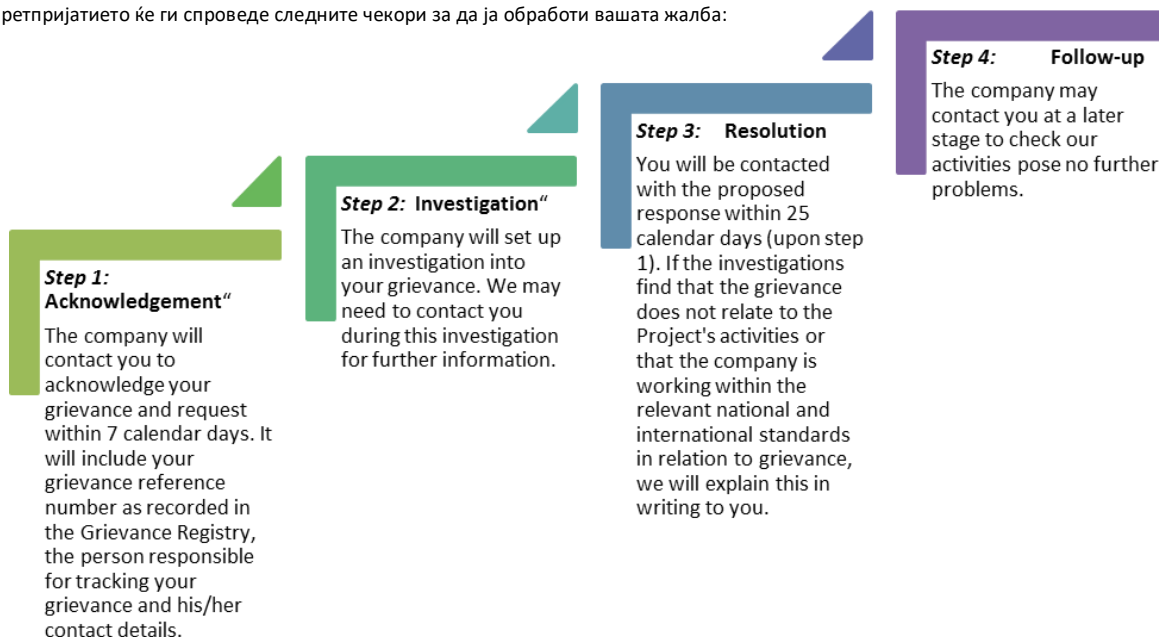 ретпријатието ќе ги спроведе следните чекори за да ја обработи вашата жалба:
Step 1:
Acknowledgement“
The company will
contact you to
acknowledge your
grievance and request
within 7 calendar days. It
will include your
grievance reference
number as recorded in
the Grievance Registry,
the person responsible
for tracking your
grievance and his/her
contact details.
Step 2: Investigation“
The company will set up
an investigation into
your grievance. We may
need to contact you
during this investigation
for further information.
Step 3: Resolution
You will be contacted
with the proposed
response within 25
calendar days (upon step
1). If the investigations
find that the grievance
does not relate to the
Project's activities or
that the company is
working within the
relevant national and
international standards
in relation to grievance,
we will explain this in
writing to you.
Step 4: Follow-up
The company may
contact you at a later
stage to check our
activities pose no further
problems.